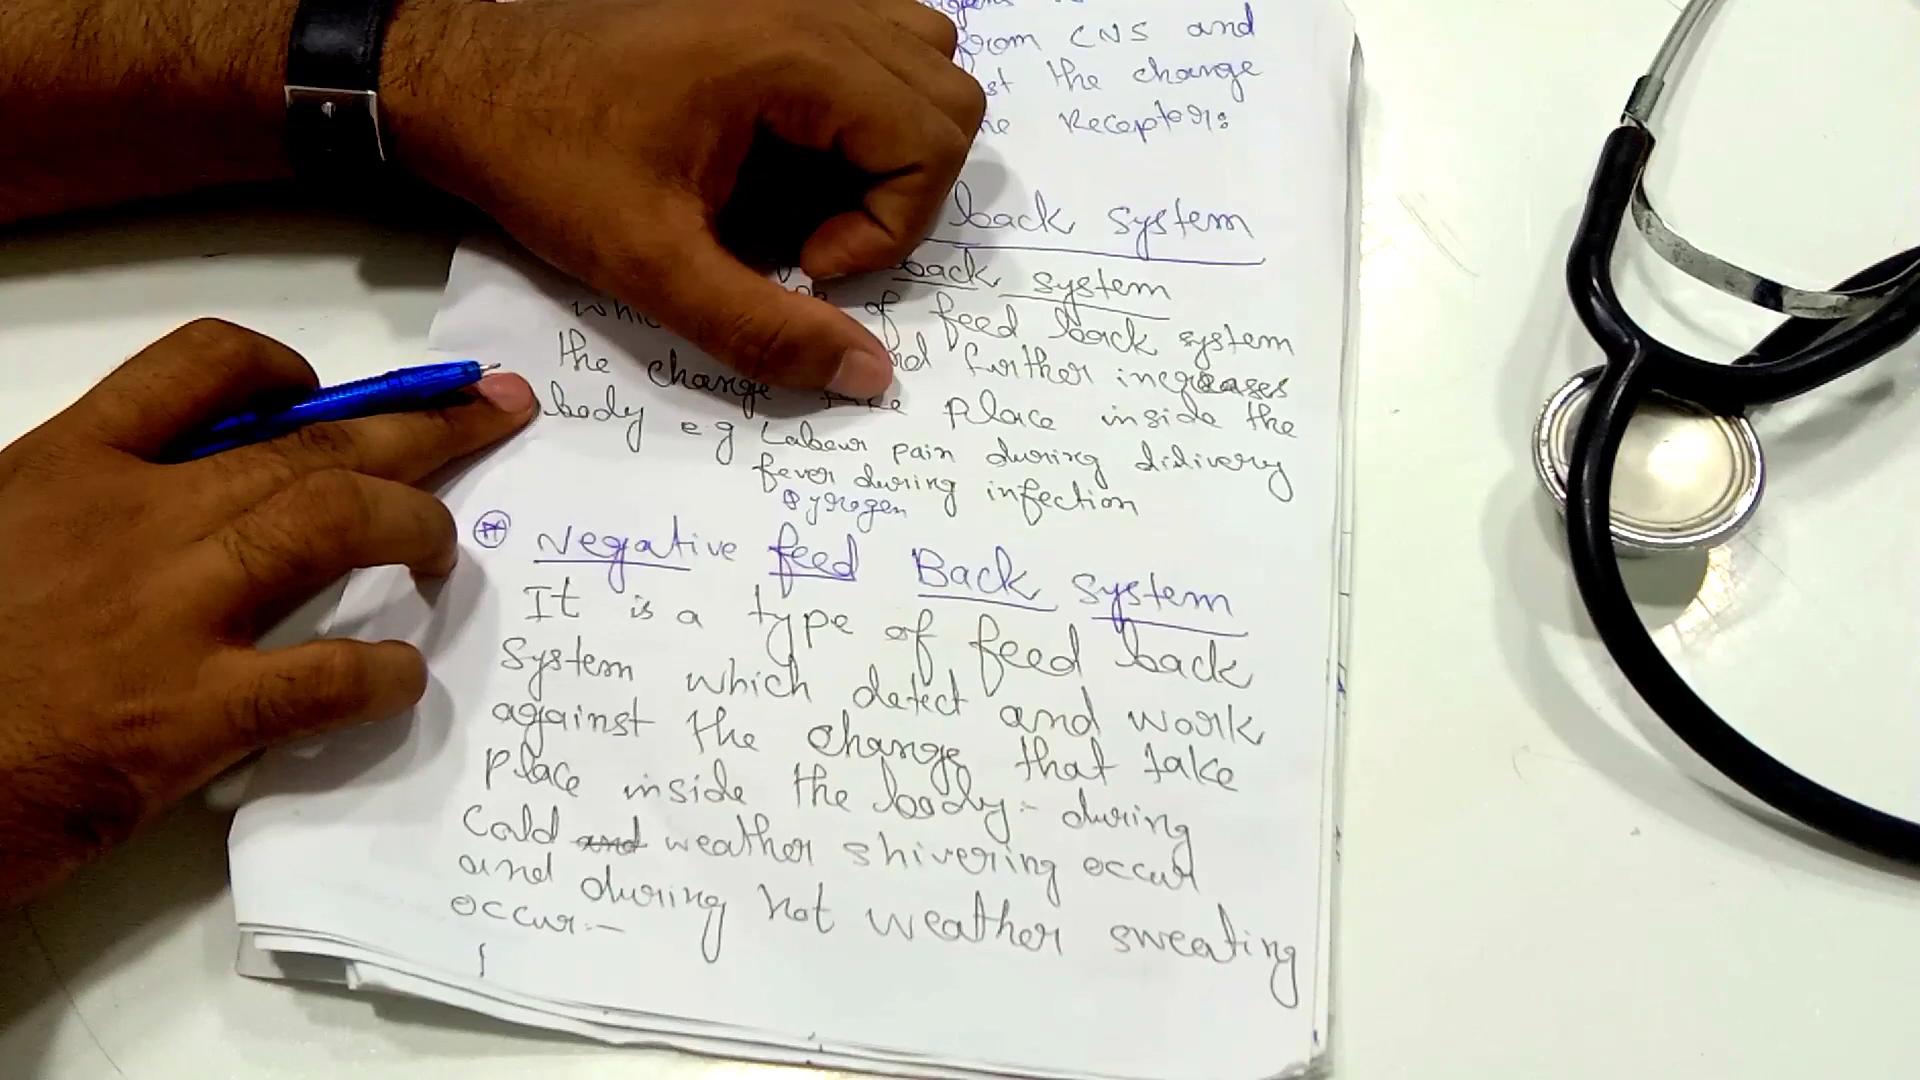 from CNS and
the change
Receptor:
back system
back system
of feed back system
the change further increases
take place inside the
body e.g Labour pain during dilivery
fever during infection
Pyrogen
Negative feed Back system
It is a type of feed back
system which detect and work
against the change that take
place inside the body:- during
Cold and weather shivering occur
and during hot weather sweating
occur:-